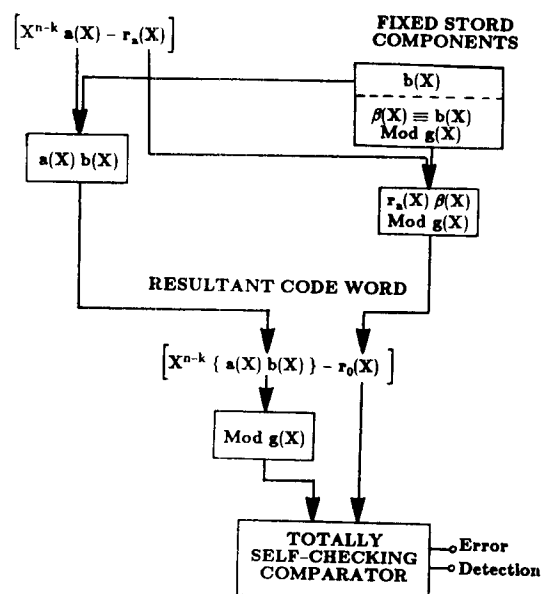 [X^{n-k} a(X) - r_a(X)]
FIXED STORD
COMPONENTS
b(X)
β(X) ≡ b(X)
Mod g(X)
a(X) b(X)
r_a(X) β(X)
Mod g(X)
RESULTANT CODE WORD
[X^{n-k} { a(X) b(X) } - r_0(X) ]
Mod g(X)
TOTALLY
SELF-CHECKING
COMPARATOR
Error
Detection